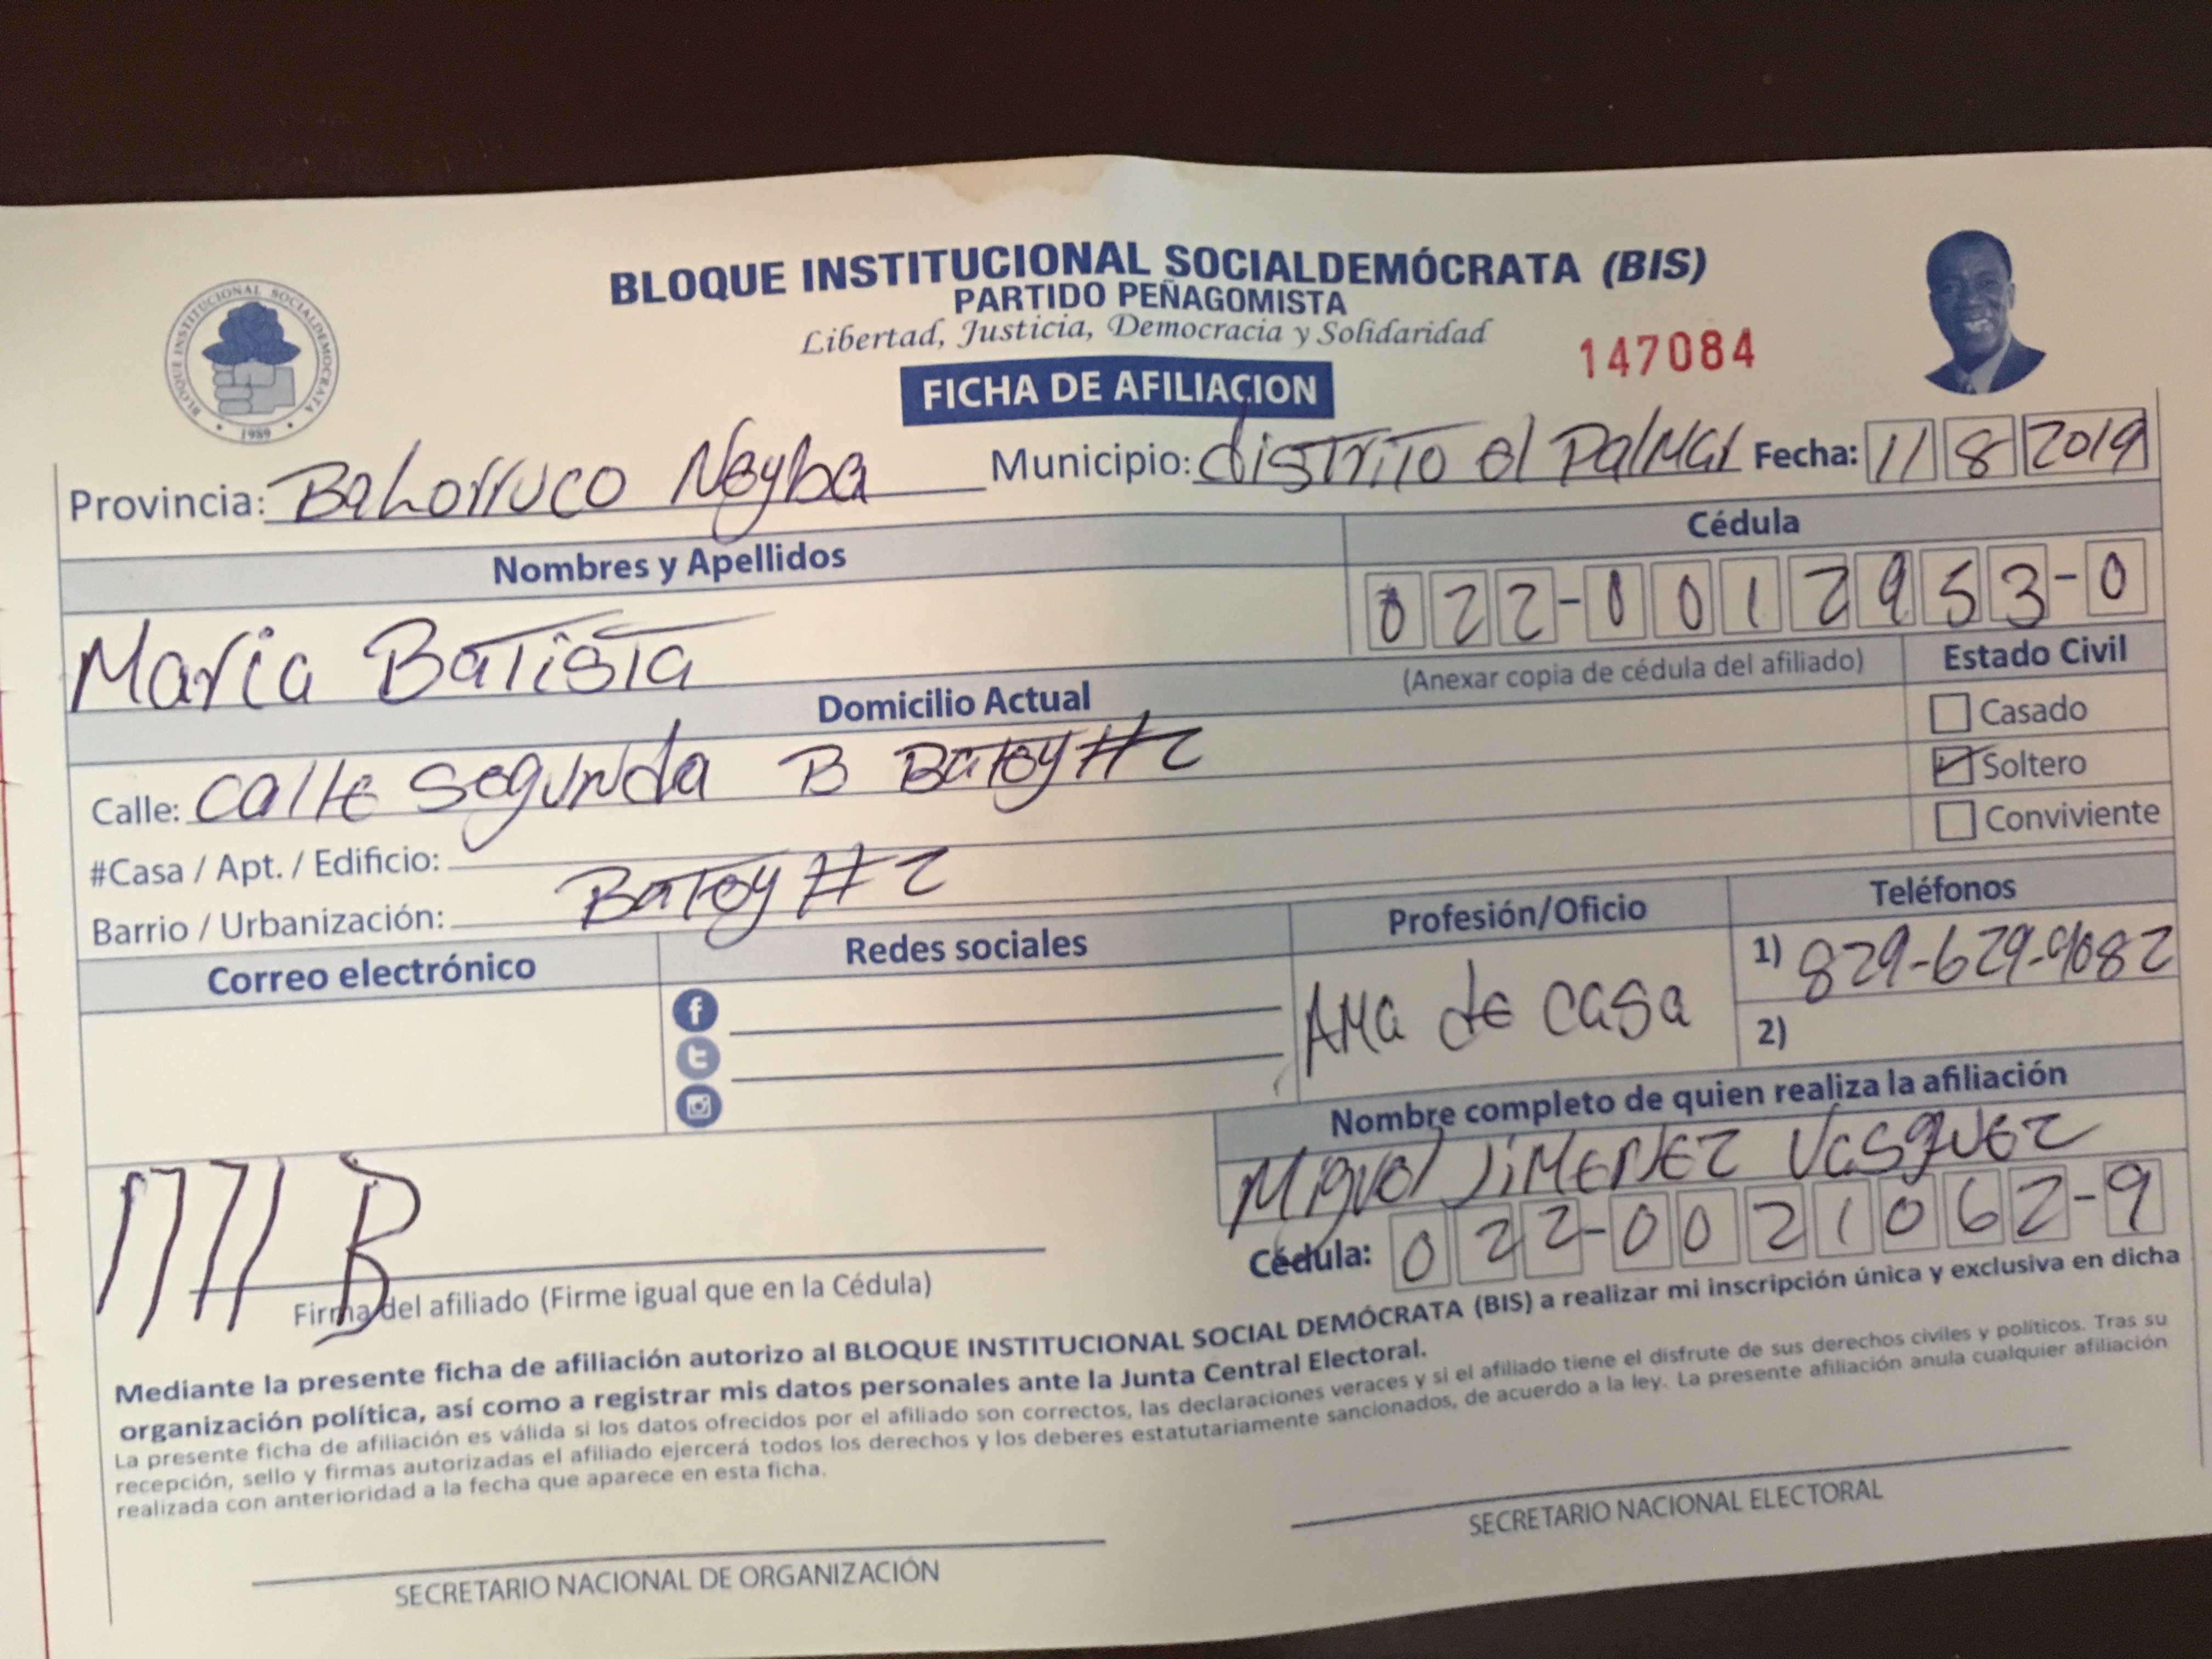 BLOQUE INSTITUCIONAL SOCIALDEMÓCRATA (BIS)
PARTIDO PEÑAGOMISTA
Libertad, Justicia, Democracia y Solidaridad
147084
BLOQUE INSTITUCIONAL SOCIALDEMOCRATA
• 1989 •
FICHA DE AFILIACION
Provincia: Bahorruco Neyba Municipio: distrito el Palmar Fecha: 11 8 2019
Nombres y Apellidos Cédula
Maria Batista 022-0012953-0
Domicilio Actual (Anexar copia de cédula del afiliado) Estado Civil
Casado
Calle: calle segunda B Batey #2 Soltero
#Casa / Apt. / Edificio: Conviviente
Barrio / Urbanización: Batey #2
Correo electrónico Redes sociales Profesión/Oficio Teléfonos
Ama de casa 1) 829-629-9082
2)
Nombre completo de quien realiza la afiliación
Miguel JiMENEZ Vasquez
M B
Cédula: 022-0021062-9
Firma del afiliado (Firme igual que en la Cédula)
Mediante la presente ficha de afiliación autorizo al BLOQUE INSTITUCIONAL SOCIAL DEMÓCRATA (BIS) a realizar mi inscripción única y exclusiva en dicha
organización política, así como a registrar mis datos personales ante la Junta Central Electoral.
La presente ficha de afiliación es válida si los datos ofrecidos por el afiliado son correctos, las declaraciones veraces y si el afiliado tiene el disfrute de sus derechos civiles y políticos. Tras su
recepción, sello y firmas autorizadas el afiliado ejercerá todos los derechos y los deberes estatutariamente sancionados, de acuerdo a la ley. La presente afiliación anula cualquier afiliación
realizada con anterioridad a la fecha que aparece en esta ficha.
SECRETARIO NACIONAL DE ORGANIZACIÓN SECRETARIO NACIONAL ELECTORAL